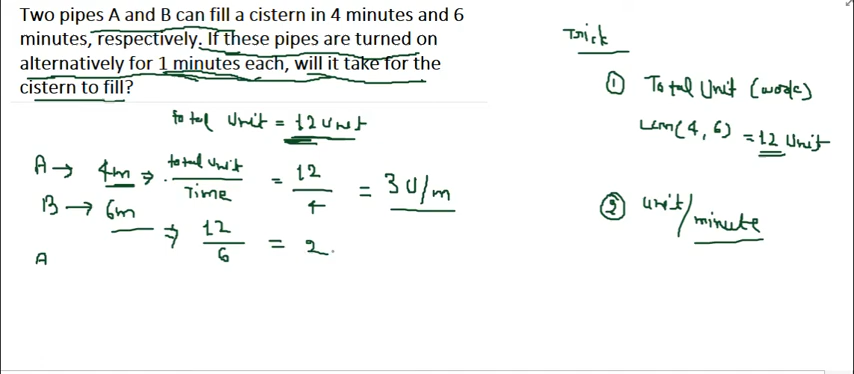 Two pipes A and B can fill a cistern in 4 minutes and 6
minutes, respectively. If these pipes are turned on
alternatively for 1 minutes each, will it take for the
cistern to fill?
Total Unit = 12 Unit
A → 4m ⇒ total unit / Time = 12 / 4 = 3 U/m
B → 6m ⇒ 12 / 6 = 2
A
Trick
① Total Unit (work)
Lcm(4, 6) = 12 Unit
② Unit/minute